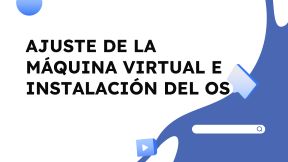 AJUSTE DE LA
MÁQUINA VIRTUAL E
INSTALACIÓN DEL OS